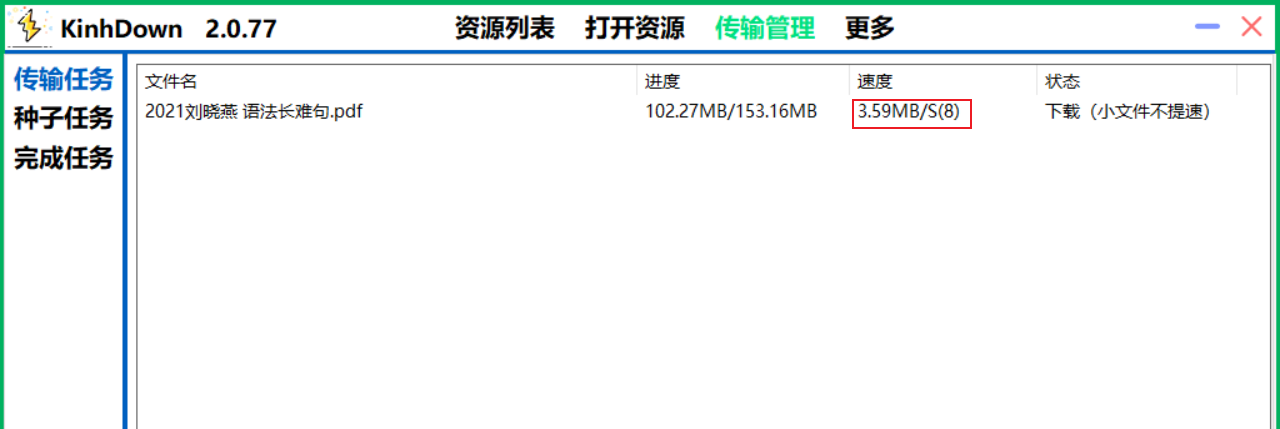 KinhDown 2.0.77 资源列表 打开资源 传输管理 更多
传输任务
种子任务
完成任务
文件名 进度 速度 状态
2021刘晓燕 语法长难句.pdf 102.27MB/153.16MB 3.59MB/S(8) 下载（小文件不提速）